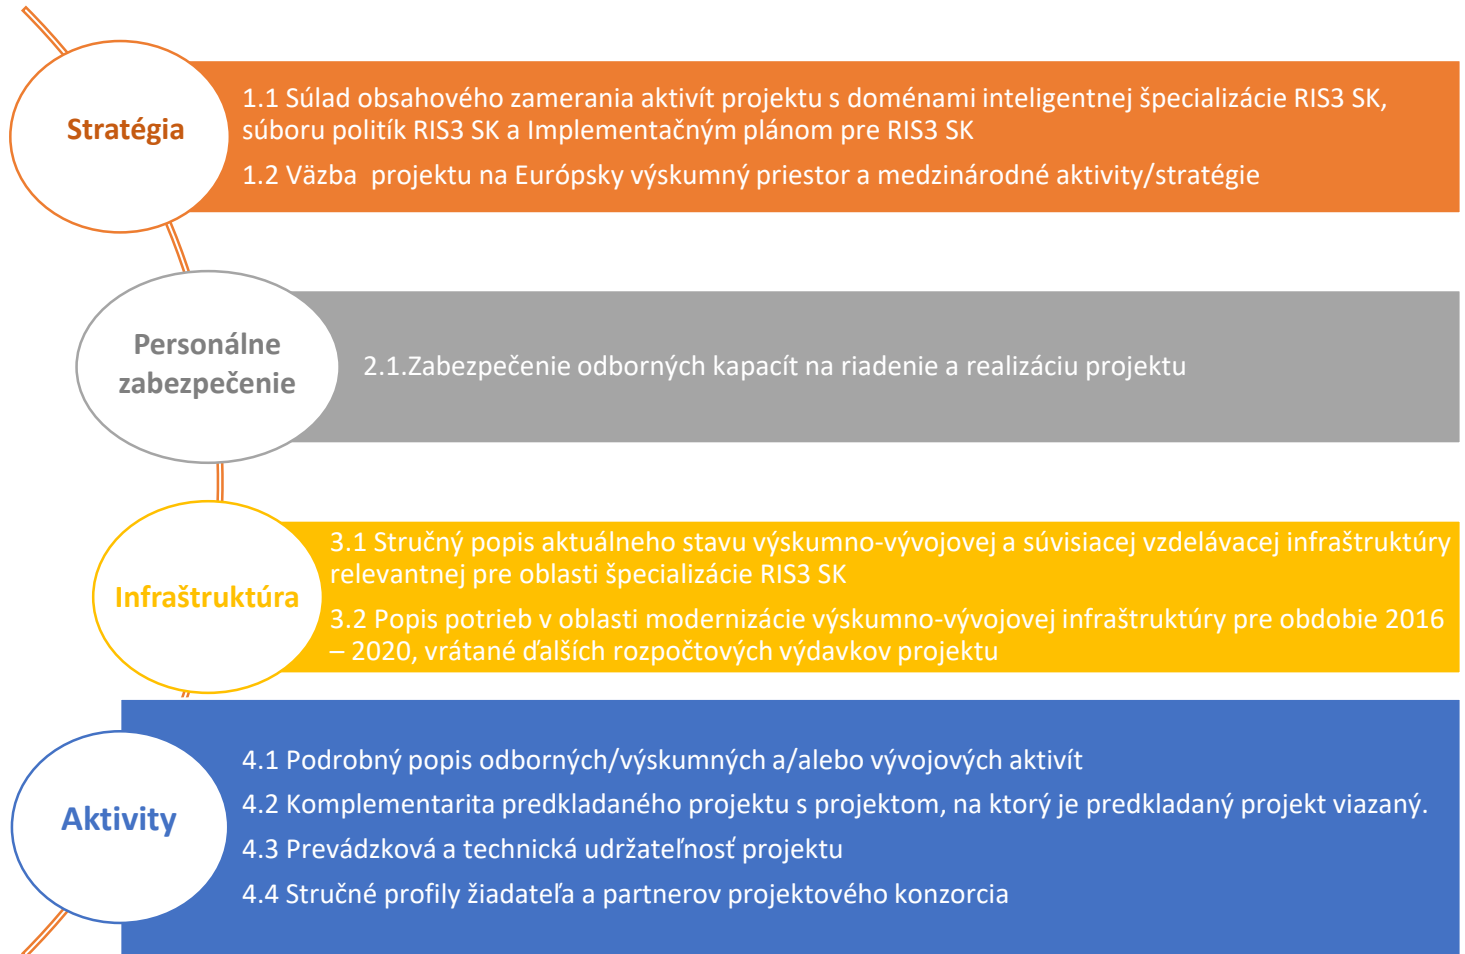 Stratégia
1.1 Súlad obsahového zamerania aktivít projektu s doménami inteligentnej špecializácie RIS3 SK,
súboru politík RIS3 SK a Implementačným plánom pre RIS3 SK
1.2 Väzba  projektu na Európsky výskumný priestor a medzinárodné aktivity/stratégie
Personálne
zabezpečenie
2.1.Zabezpečenie odborných kapacít na riadenie a realizáciu projektu
Infraštruktúra
3.1 Stručný popis aktuálneho stavu výskumno-vývojovej a súvisiacej vzdelávacej infraštruktúry
relevantnej pre oblasti špecializácie RIS3 SK
3.2 Popis potrieb v oblasti modernizácie výskumno-vývojovej infraštruktúry pre obdobie 2016
– 2020, vrátané ďalších rozpočtových výdavkov projektu
Aktivity
4.1 Podrobný popis odborných/výskumných a/alebo vývojových aktivít
4.2 Komplementarita predkladaného projektu s projektom, na ktorý je predkladaný projekt viazaný.
4.3 Prevádzková a technická udržateľnosť projektu
4.4 Stručné profily žiadateľa a partnerov projektového konzorcia